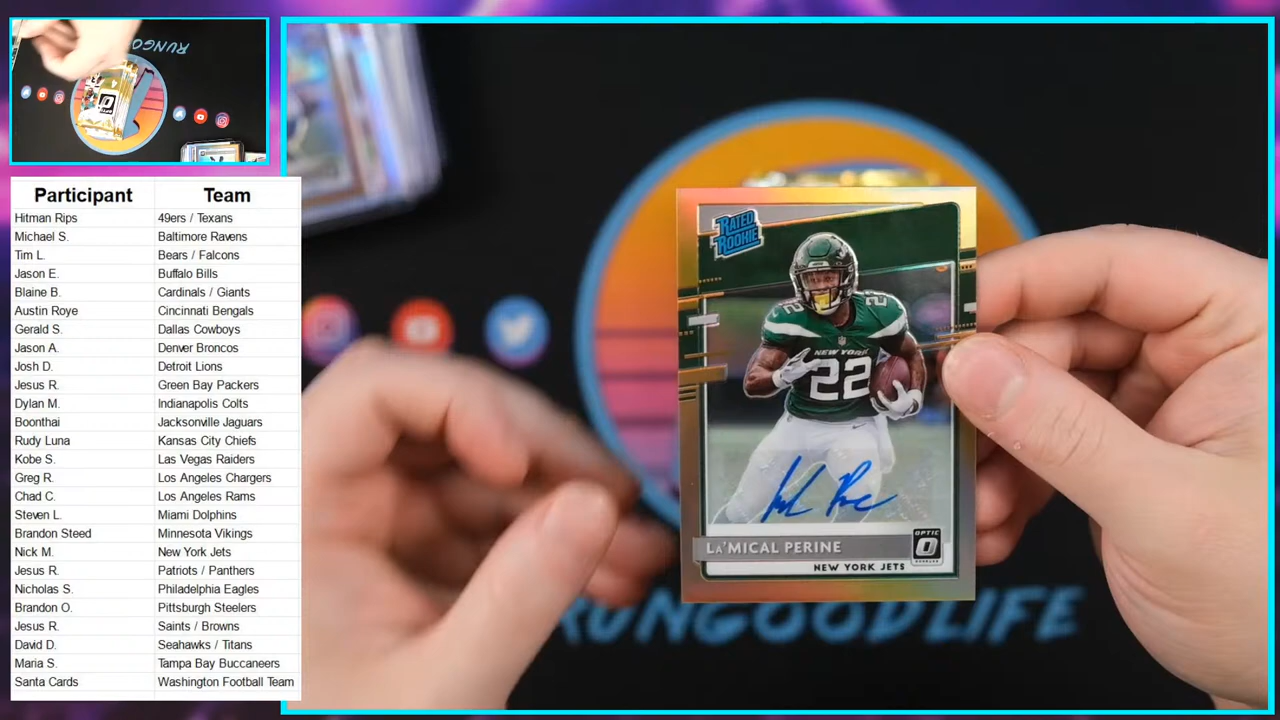 RUNGOODLIFE
Participant Team
Hitman Rips 49ers / Texans
Michael S. Baltimore Ravens
Tim L. Bears / Falcons
Jason E. Buffalo Bills
Blaine B. Cardinals / Giants
Austin Roye Cincinnati Bengals
Gerald S. Dallas Cowboys
Jason A. Denver Broncos
Josh D. Detroit Lions
Jesus R. Green Bay Packers
Dylan M. Indianapolis Colts
Boonthai Jacksonville Jaguars
Rudy Luna Kansas City Chiefs
Kobe S. Las Vegas Raiders
Greg R. Los Angeles Chargers
Chad C. Los Angeles Rams
Steven L. Miami Dolphins
Brandon Steed Minnesota Vikings
Nick M. New York Jets
Jesus R. Patriots / Panthers
Nicholas S. Philadelphia Eagles
Brandon O. Pittsburgh Steelers
Jesus R. Saints / Browns
David D. Seahawks / Titans
Maria S. Tampa Bay Buccaneers
Santa Cards Washington Football Team
RATED
ROOKIE
22
NEW YORK
22
OPTIC
LA'MICAL PERINE
NEW YORK JETS
RUNGOODLIFE